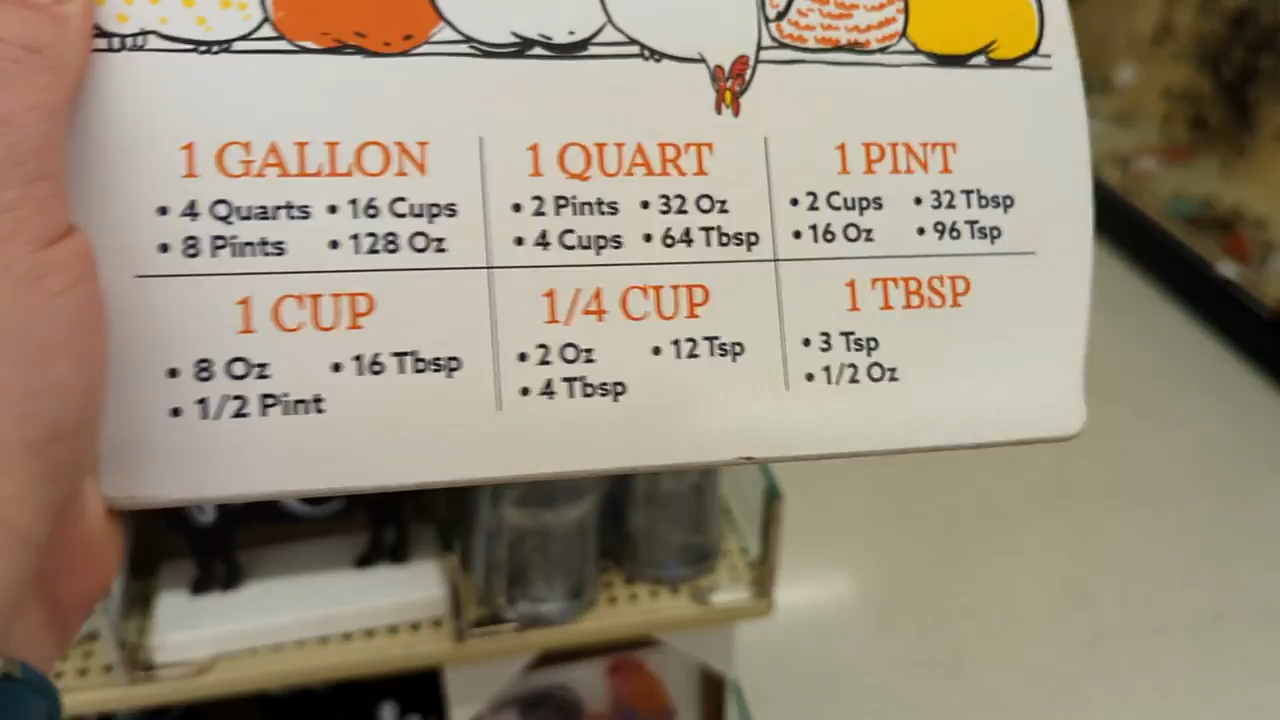 1 GALLON
• 4 Quarts • 16 Cups
• 8 Pints • 128 Oz
1 QUART
• 2 Pints • 32 Oz
• 4 Cups • 64 Tbsp
1 PINT
• 2 Cups • 32 Tbsp
• 16 Oz • 96 Tsp
1 CUP
• 8 Oz • 16 Tbsp
• 1/2 Pint
1/4 CUP
• 2 Oz • 12 Tsp
• 4 Tbsp
1 TBSP
• 3 Tsp
• 1/2 Oz